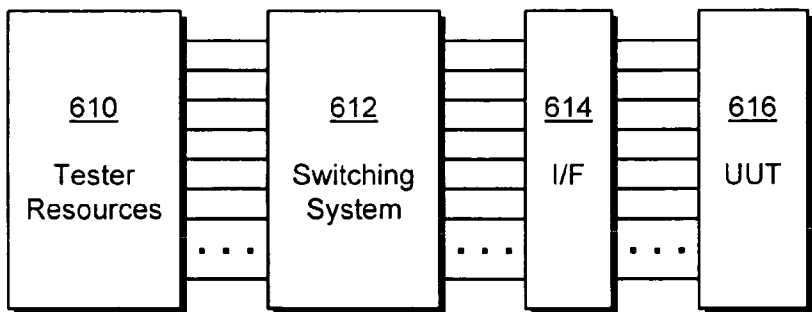 610
Tester
Resources
612
Switching
System
614
I/F
616
UUT
. . .
. . .
. . .